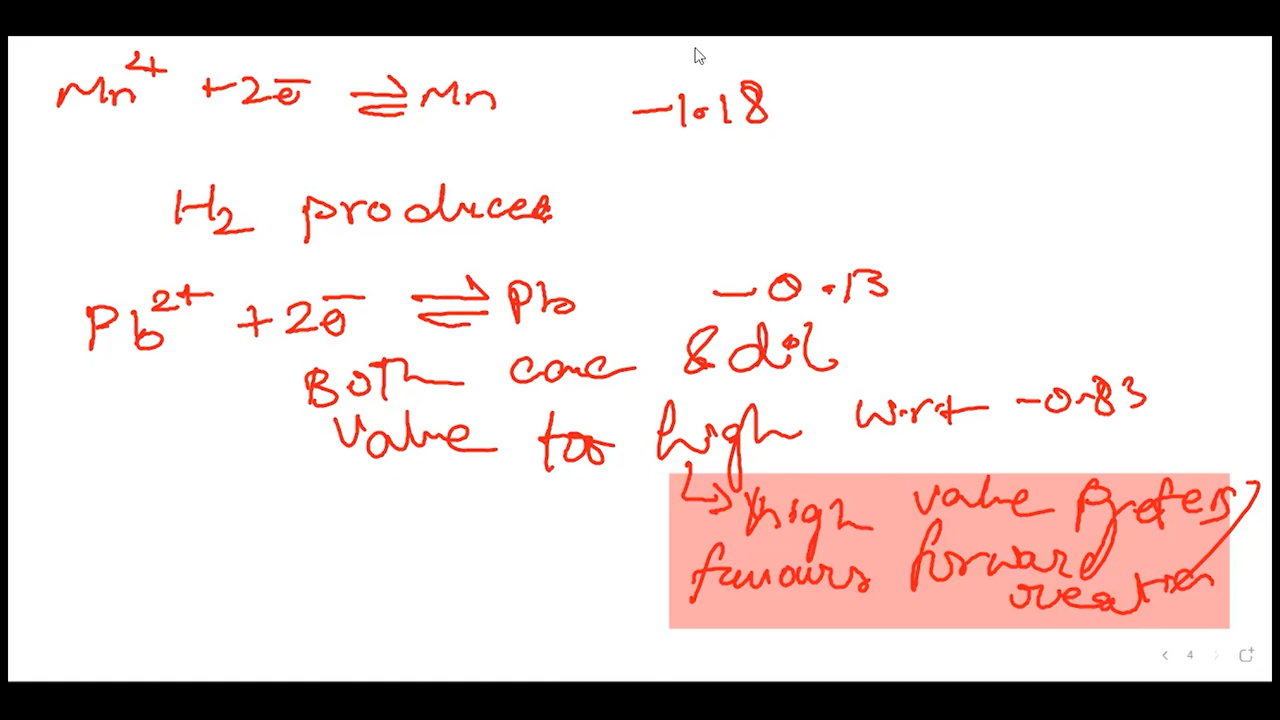 Mn2+ + 2e− ⇌ Mn −1.18
H2 produced
Pb2+ + 2e− ⇌ Pb −0.13
Both conc & dil
value too high w.r.t −0.83
↳ high value prefers
favours forward
reaction
4